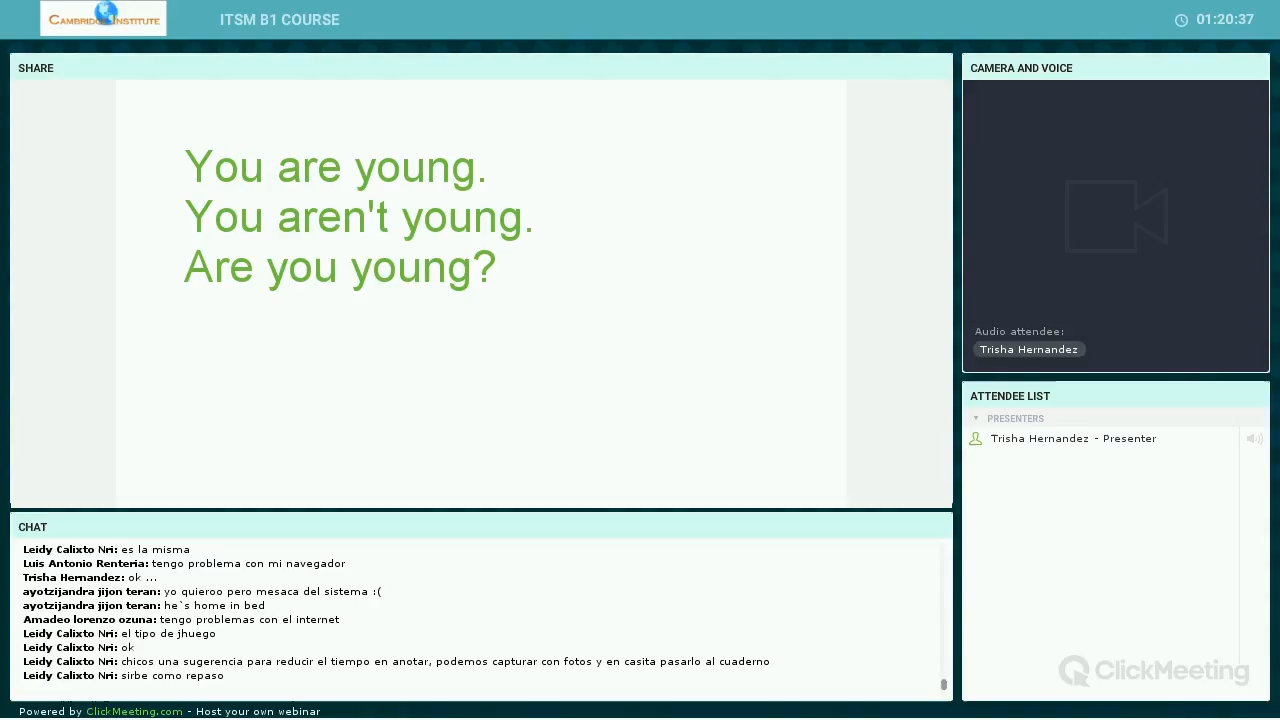 CAMBRIDGE INSTITUTE
ITSM B1 COURSE
01:20:37
SHARE
You are young.
You aren't young.
Are you young?
CAMERA AND VOICE
Audio attendee:
Trisha Hernandez
ATTENDEE LIST
PRESENTERS
Trisha Hernandez - Presenter
CHAT
Leidy Calixto Nri: es la misma
Luis Antonio Renteria: tengo problema con mi navegador
Trisha Hernandez: ok ...
ayotzijandra jijon teran: yo quieroo pero mesaca del sistema :(
ayotzijandra jijon teran: he`s home in bed
Amadeo lorenzo ozuna: tengo problemas con el internet
Leidy Calixto Nri: el tipo de jhuego
Leidy Calixto Nri: ok
Leidy Calixto Nri: chicos una sugerencia para reducir el tiempo en anotar, podemos capturar con fotos y en casita pasarlo al cuaderno
Leidy Calixto Nri: sirbe como repaso
ClickMeeting
Powered by ClickMeeting.com - Host your own webinar